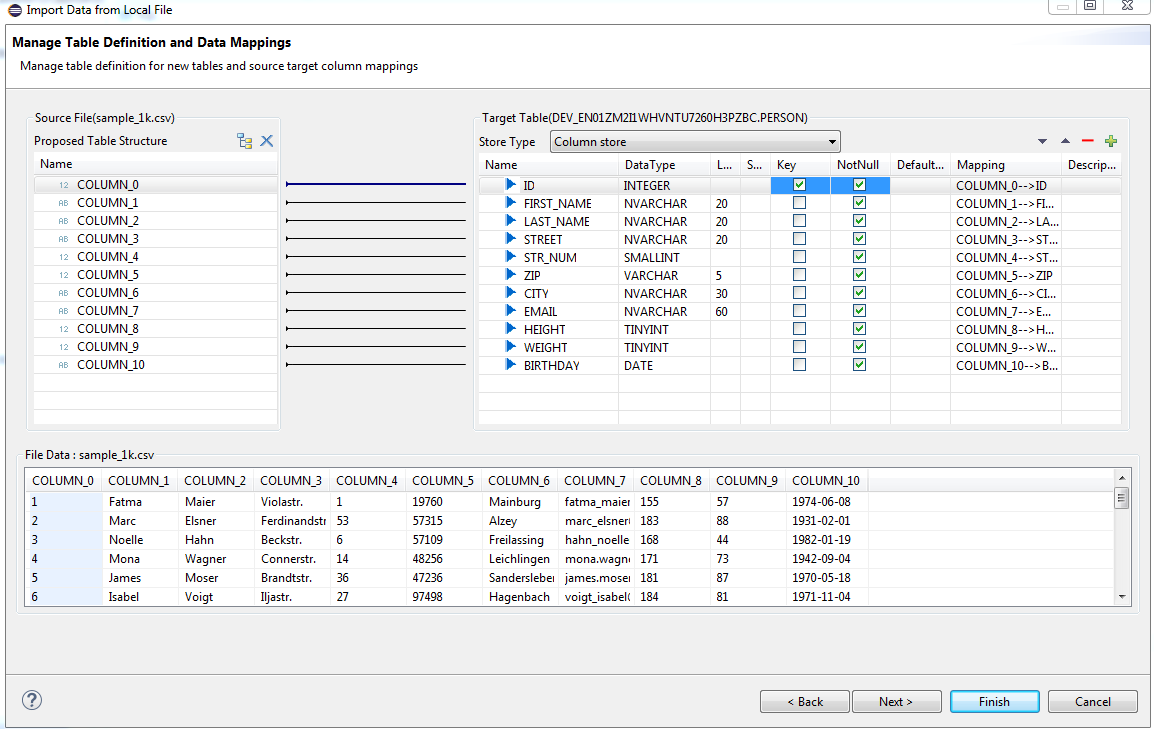 Import Data from Local File
Manage Table Definition and Data Mappings
Manage table definition for new tables and source target column mappings
Source File(sample_1k.csv)
Proposed Table Structure
Name
12 COLUMN_0
AB COLUMN_1
AB COLUMN_2
AB COLUMN_3
12 COLUMN_4
12 COLUMN_5
AB COLUMN_6
AB COLUMN_7
12 COLUMN_8
12 COLUMN_9
AB COLUMN_10
Target Table(DEV_EN01ZM2I1WHVNTU7260H3PZBC.PERSON)
Store Type Column store
Name DataType L... S... Key NotNull Default... Mapping Descrip...
ID INTEGER COLUMN_0-->ID
FIRST_NAME NVARCHAR 20 COLUMN_1-->FI...
LAST_NAME NVARCHAR 20 COLUMN_2-->LA...
STREET NVARCHAR 20 COLUMN_3-->ST...
STR_NUM SMALLINT COLUMN_4-->ST...
ZIP VARCHAR 5 COLUMN_5-->ZIP
CITY NVARCHAR 30 COLUMN_6-->CI...
EMAIL NVARCHAR 60 COLUMN_7-->E...
HEIGHT TINYINT COLUMN_8-->H...
WEIGHT TINYINT COLUMN_9-->W...
BIRTHDAY DATE COLUMN_10-->B...
File Data : sample_1k.csv
COLUMN_0 COLUMN_1 COLUMN_2 COLUMN_3 COLUMN_4 COLUMN_5 COLUMN_6 COLUMN_7 COLUMN_8 COLUMN_9 COLUMN_10
1 Fatma Maier Violastr. 1 19760 Mainburg fatma_maier 155 57 1974-06-08
2 Marc Elsner Ferdinandstr 53 57315 Alzey marc_elsner 183 88 1931-02-01
3 Noelle Hahn Beckstr. 6 57109 Freilassing hahn_noelle 168 44 1982-01-19
4 Mona Wagner Connerstr. 14 48256 Leichlingen mona.wagn 171 73 1942-09-04
5 James Moser Brandtstr. 36 47236 Sandersleber james.moser 181 87 1970-05-18
6 Isabel Voigt Iljastr. 27 97498 Hagenbach voigt_isabel 184 81 1971-11-04
? < Back Next > Finish Cancel